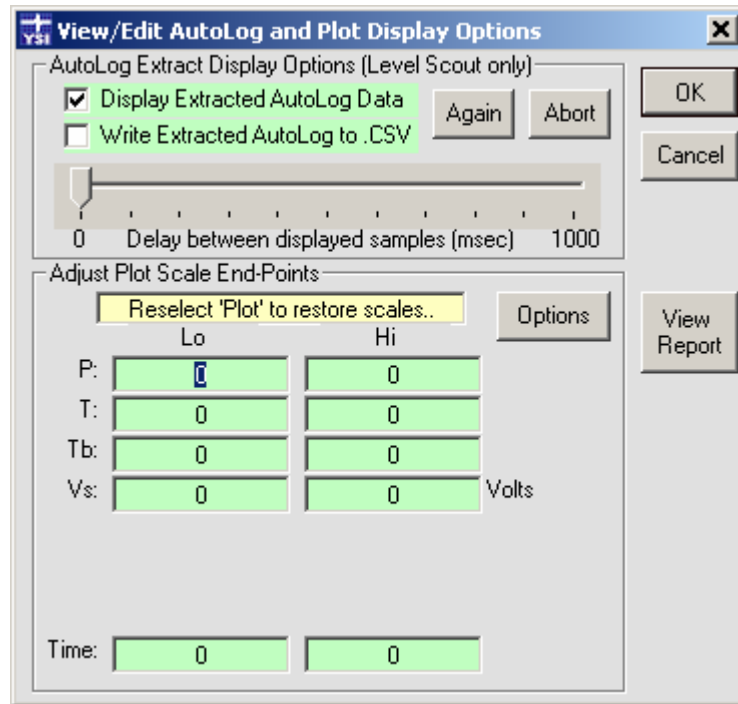 YSI View/Edit AutoLog and Plot Display Options
AutoLog Extract Display Options (Level Scout only)
Display Extracted AutoLog Data
Write Extracted AutoLog to .CSV
Again
Abort
OK
Cancel
0 Delay between displayed samples (msec) 1000
Adjust Plot Scale End-Points
Reselect 'Plot' to restore scales..
Options
View
Report
Lo Hi
P: 0 0
T: 0 0
Tb: 0 0
Vs: 0 0 Volts
Time: 0 0